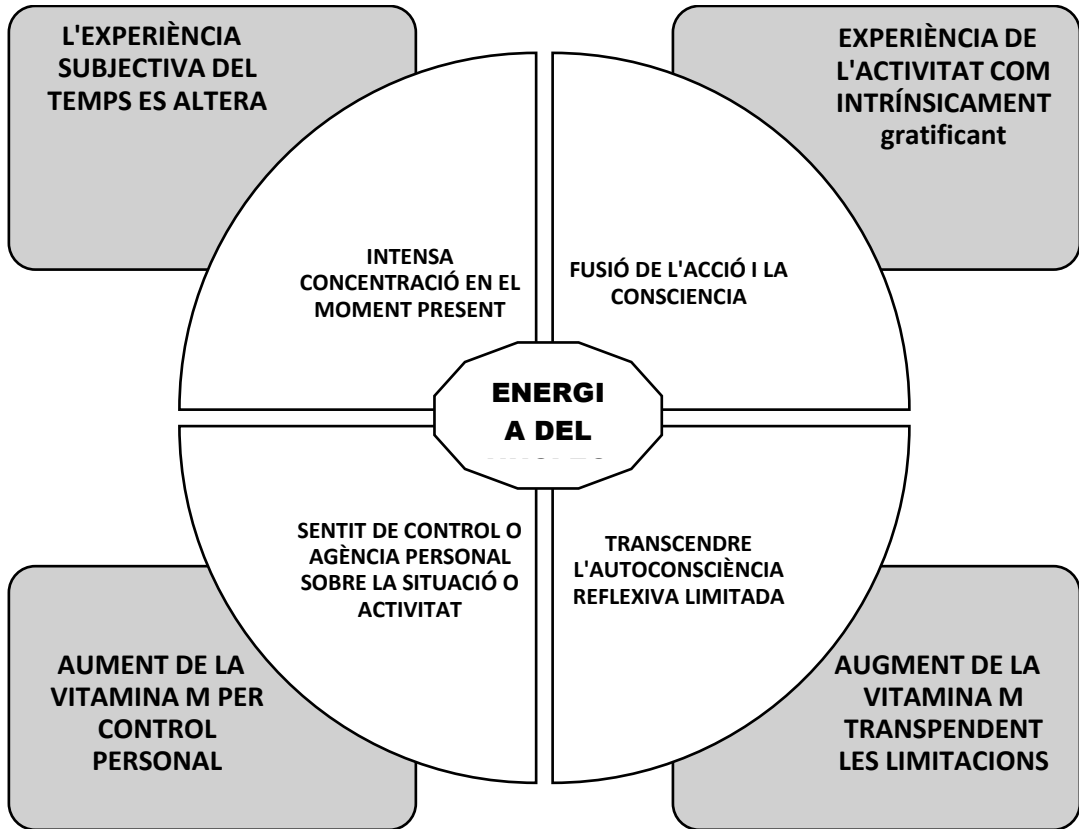 L'EXPERIÈNCIA
SUBJECTIVA DEL
TEMPS ES ALTERA
EXPERIÈNCIA DE
L'ACTIVITAT COM
INTRÍNSICAMENT
gratificant
INTENSA
CONCENTRACIÓ EN EL
MOMENT PRESENT
FUSIÓ DE L'ACCIÓ I LA
CONSCIENCIA
ENERGI
A DEL
SENTIT DE CONTROL O
AGÈNCIA PERSONAL
SOBRE LA SITUACIÓ O
ACTIVITAT
TRANSCENDRE
L'AUTOCONSCIÈNCIA
REFLEXIVA LIMITADA
AUMENT DE LA
VITAMINA M PER
CONTROL
PERSONAL
AUGMENT DE LA
VITAMINA M
TRANSPENDENT
LES LIMITACIONS